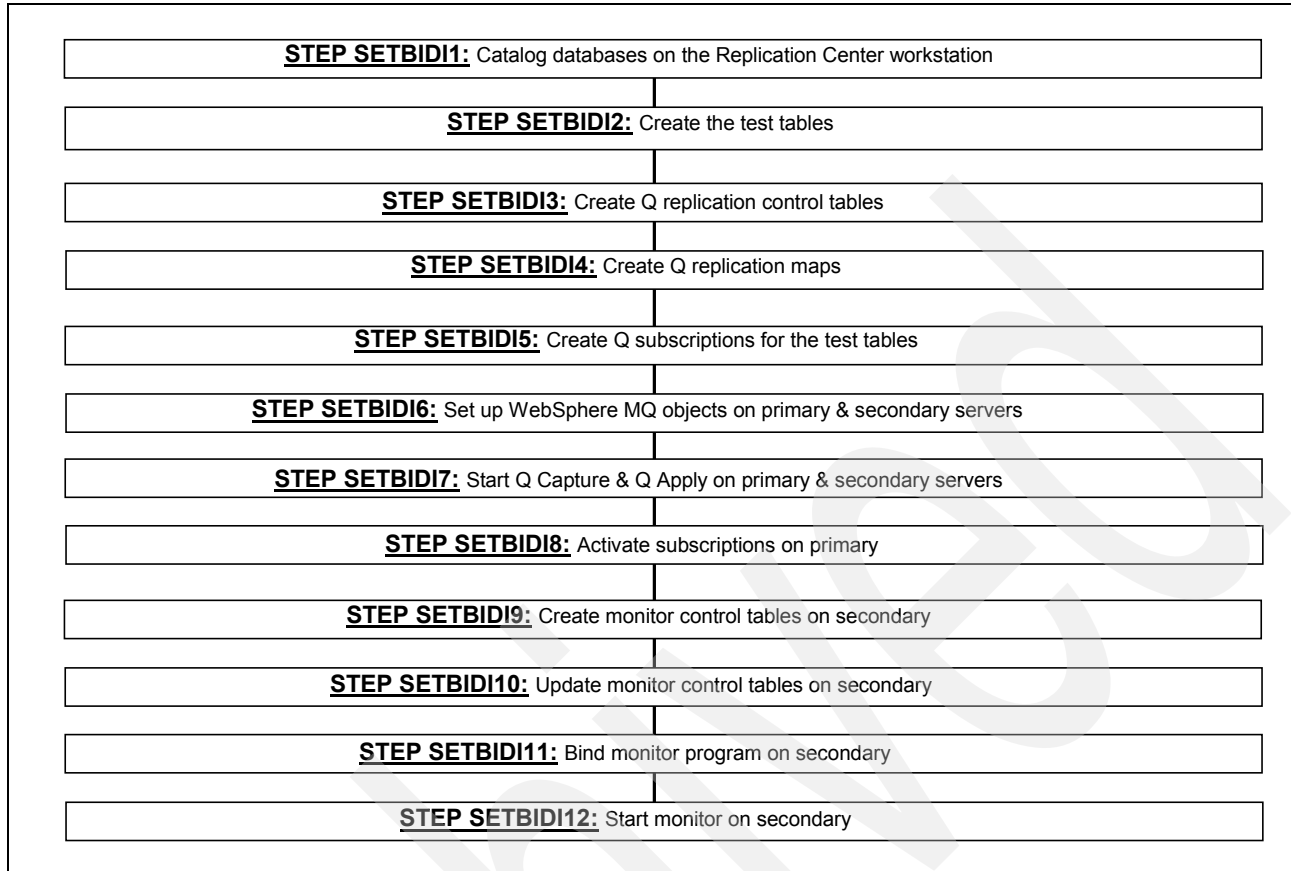 STEP SETBIDI1: Catalog databases on the Replication Center workstation
STEP SETBIDI2: Create the test tables
STEP SETBIDI3: Create Q replication control tables
STEP SETBIDI4: Create Q replication maps
STEP SETBIDI5: Create Q subscriptions for the test tables
STEP SETBIDI6: Set up WebSphere MQ objects on primary & secondary servers
STEP SETBIDI7: Start Q Capture & Q Apply on primary & secondary servers
STEP SETBIDI8: Activate subscriptions on primary
STEP SETBIDI9: Create monitor control tables on secondary
STEP SETBIDI10: Update monitor control tables on secondary
STEP SETBIDI11: Bind monitor program on secondary
STEP SETBIDI12: Start monitor on secondary